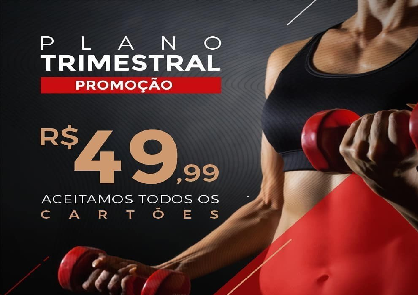 PLANO
TRIMESTRAL
PROMOÇÃO
R$49,99
ACEITAMOS TODOS OS
CARTÕES